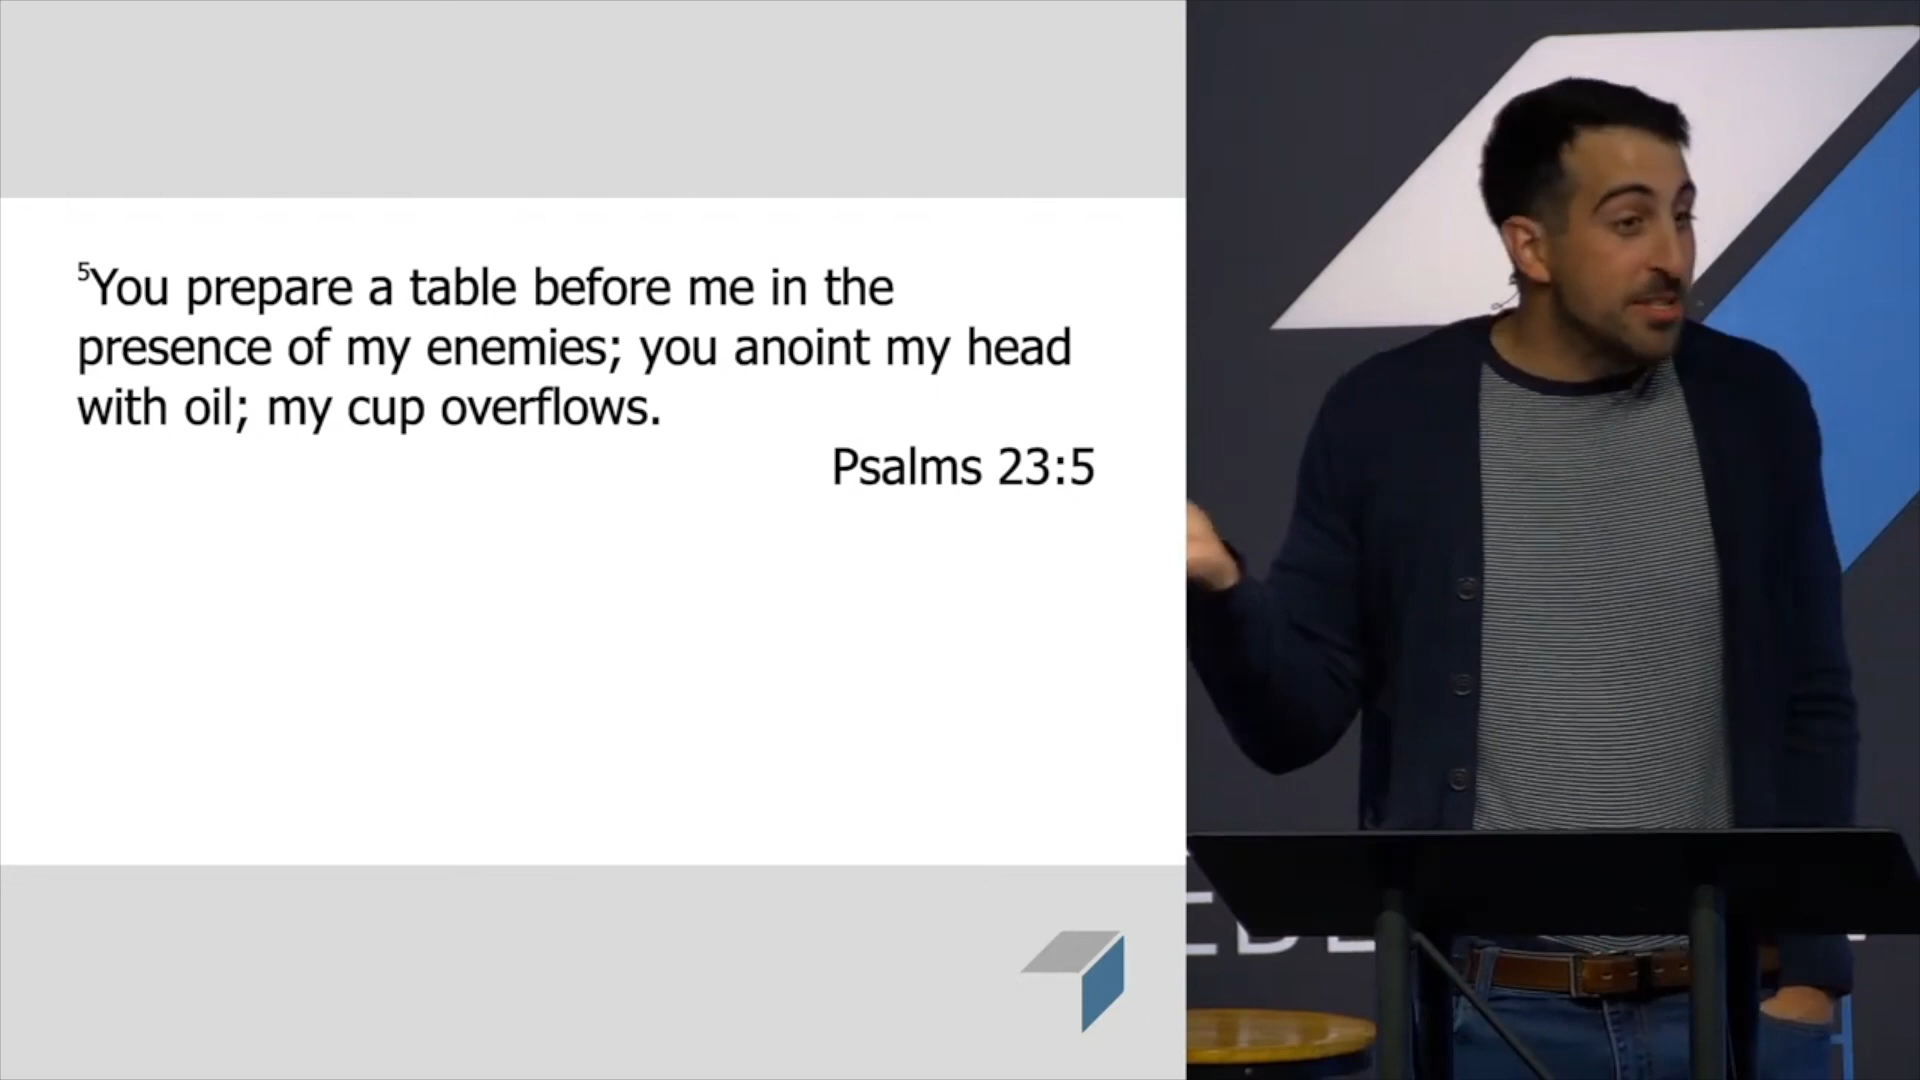 ⁵You prepare a table before me in the
presence of my enemies; you anoint my head
with oil; my cup overflows.
Psalms 23:5